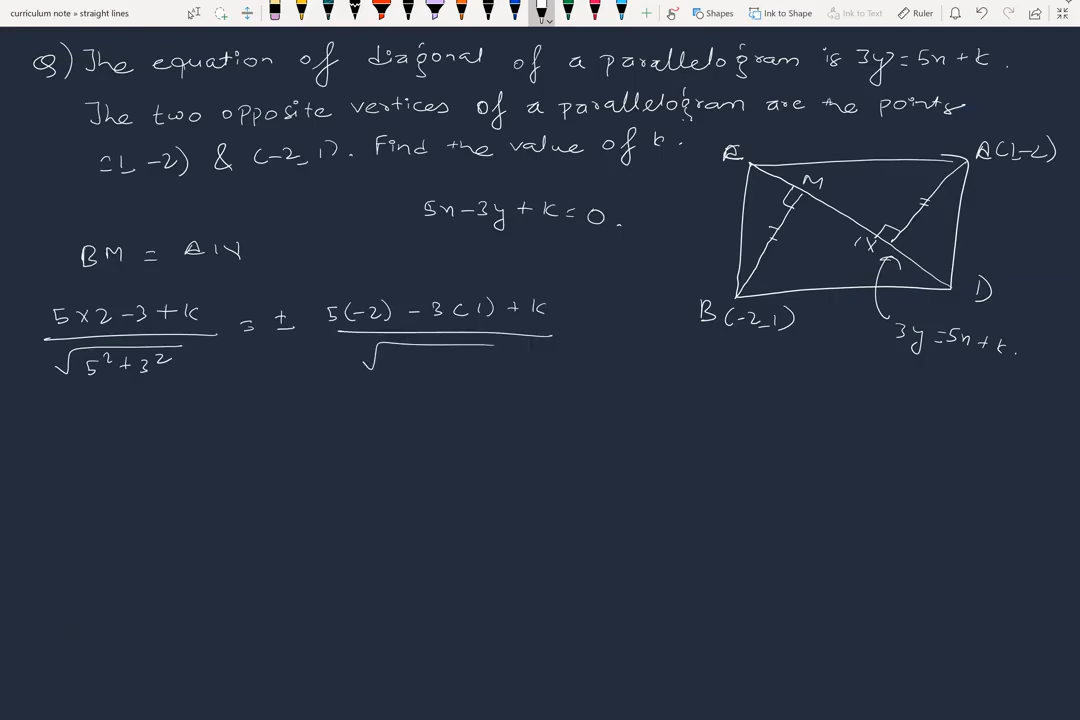 curriculum note » straight lines
Shapes
Ink to Shape
Ink to Text
Ruler
Q) The equation of diagonal of a parallelogram is 3y = 5x + k.
The two opposite vertices of a parallelogram are the points
(1, -2) & (-2, 1). Find the value of k.
A(1, -2)
M
5x - 3y + k = 0.
BM = AN
D
B(-2, 1)
3y = 5x + k.
5 × 2 - 3 + k
√5² + 3²
= ±
5(-2) - 3(1) + k
√